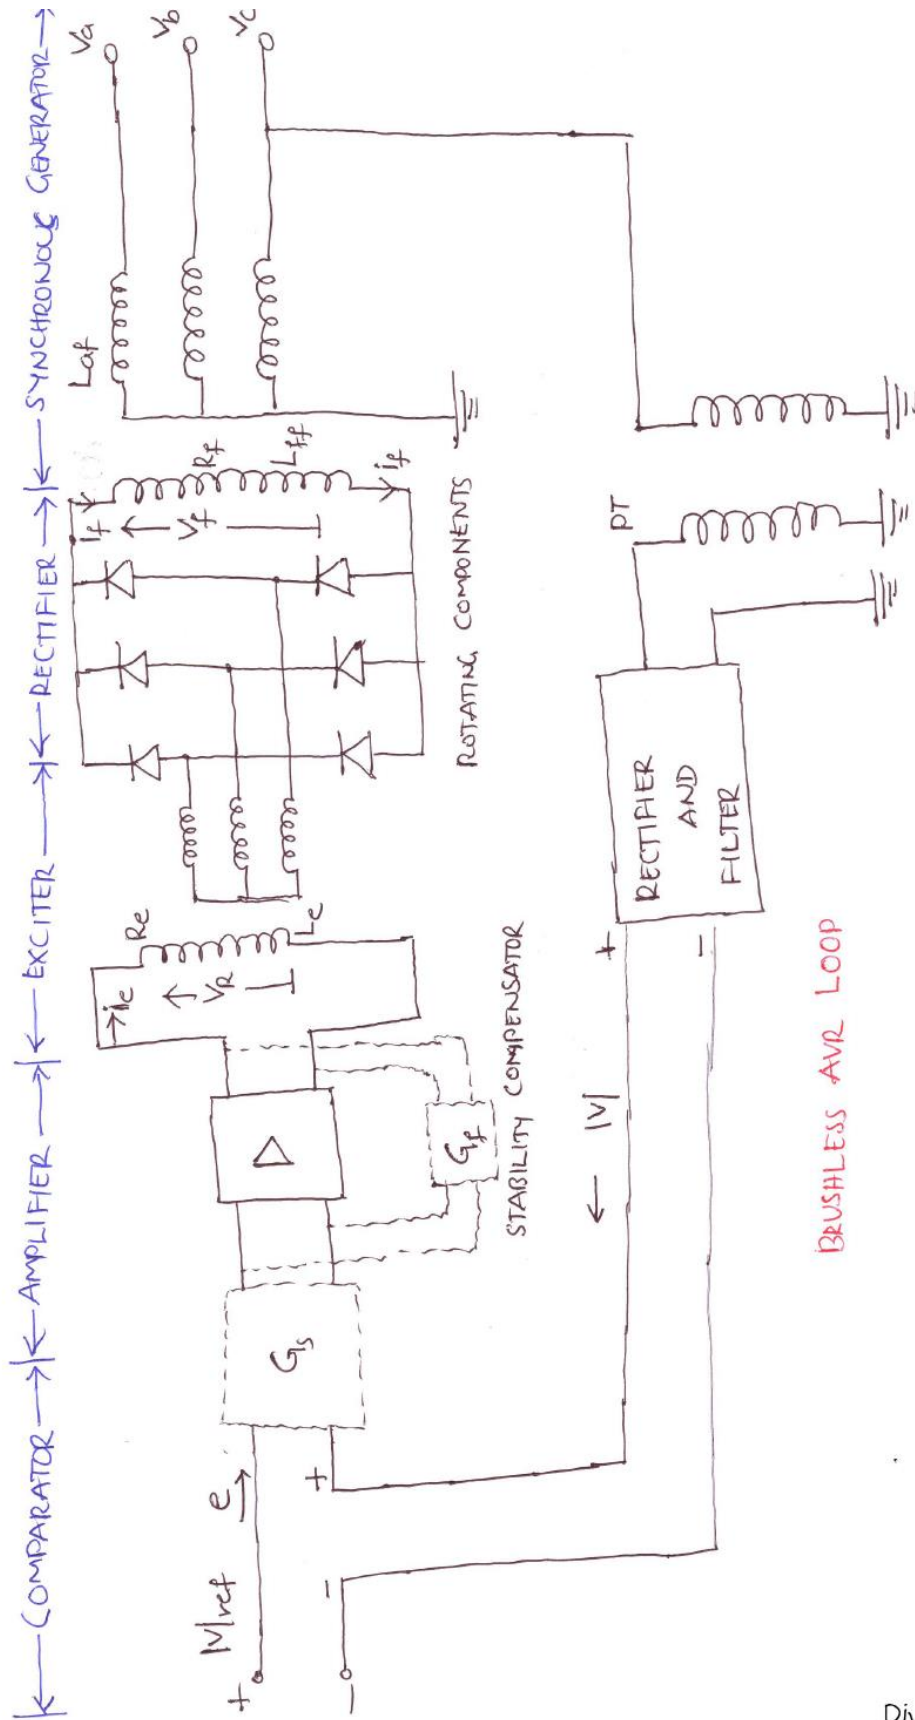 |← COMPARATOR →|← AMPLIFIER →|← EXCITER →|← RECTIFIER →|← SYNCHRONOUS GENERATOR →
Va
Vb
Vc
Laf
if
Vf
Rf
Lff
if
ROTATING COMPONENTS
ie
VR
Re
Le
Δ
Gf
STABILITY COMPENSATOR
Gs
e
|V|ref
+
-
+
-
PT
RECTIFIER
AND
FILTER
+
-
|V|
BRUSHLESS AVR LOOP